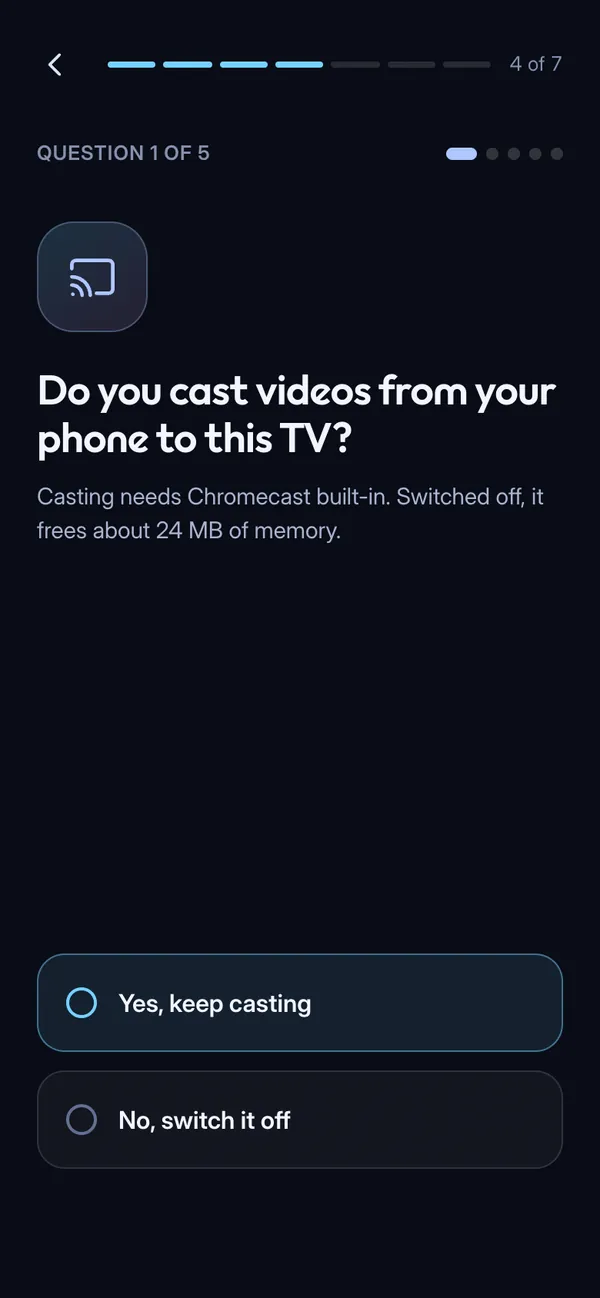 4 of 7
QUESTION 1 OF 5
Do you cast videos from your
phone to this TV?
Casting needs Chromecast built-in. Switched off, it
frees about 24 MB of memory.
Yes, keep casting
No, switch it off